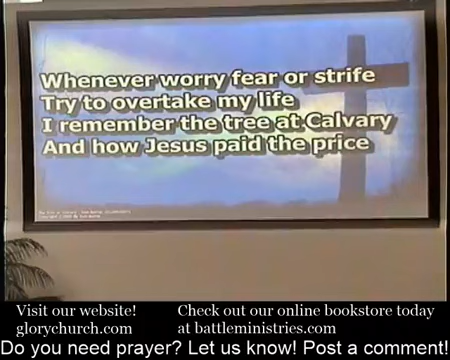 Whenever worry fear or strife
Try to overtake my life
I remember the tree at Calvary
And how Jesus paid the price
Visit our website!
glorychurch.com
Check out our online bookstore today
at battleministries.com
Do you need prayer? Let us know! Post a comment!